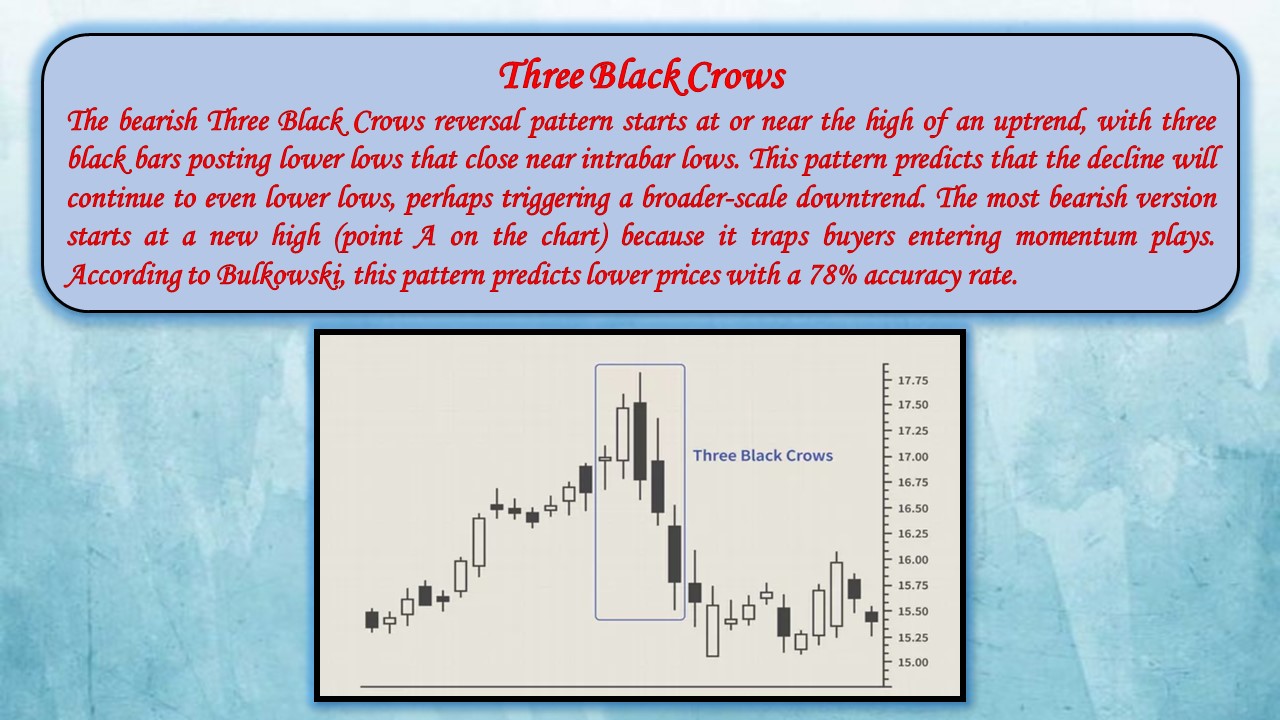 Three Black Crows
The bearish Three Black Crows reversal pattern starts at or near the high of an uptrend, with three
black bars posting lower lows that close near intrabar lows. This pattern predicts that the decline will
continue to even lower lows, perhaps triggering a broader-scale downtrend. The most bearish version
starts at a new high (point A on the chart) because it traps buyers entering momentum plays.
According to Bulkowski, this pattern predicts lower prices with a 78% accuracy rate.
17.75
17.50
17.25
Three Black Crows
17.00
16.75
16.50
16.25
16.00
15.75
15.50
15.25
15.00